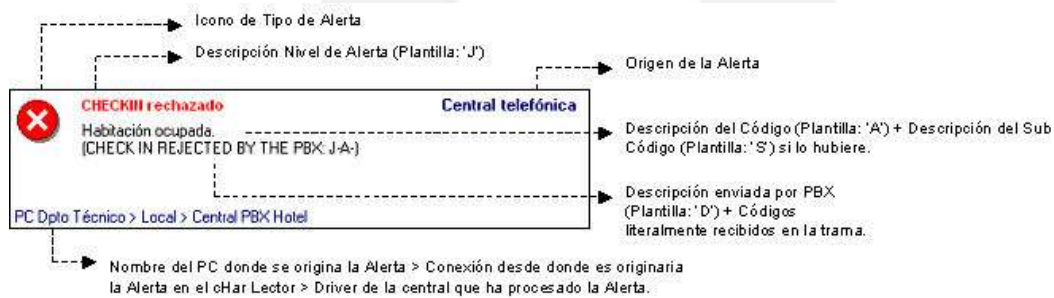 Icono de Tipo de Alerta
Descripción Nivel de Alerta (Plantilla: 'J')
Origen de la Alerta
CHECKIN rechazado
Central telefónica
Habitación ocupada.
(CHECK IN REJECTED BY THE PBX: J-A-)
Descripción del Código (Plantilla: 'A') + Descripción del Sub
Código (Plantilla: 'S') si lo hubiere.
Descripción enviada por PBX
(Plantilla: 'D') + Códigos
literalmente recibidos en la trama.
PC Dpto Técnico > Local > Central PBX Hotel
Nombre del PC donde se origina la Alerta > Conexión desde donde es originaria
la Alerta en el cHar Lector > Driver de la central que ha procesado la Alerta.